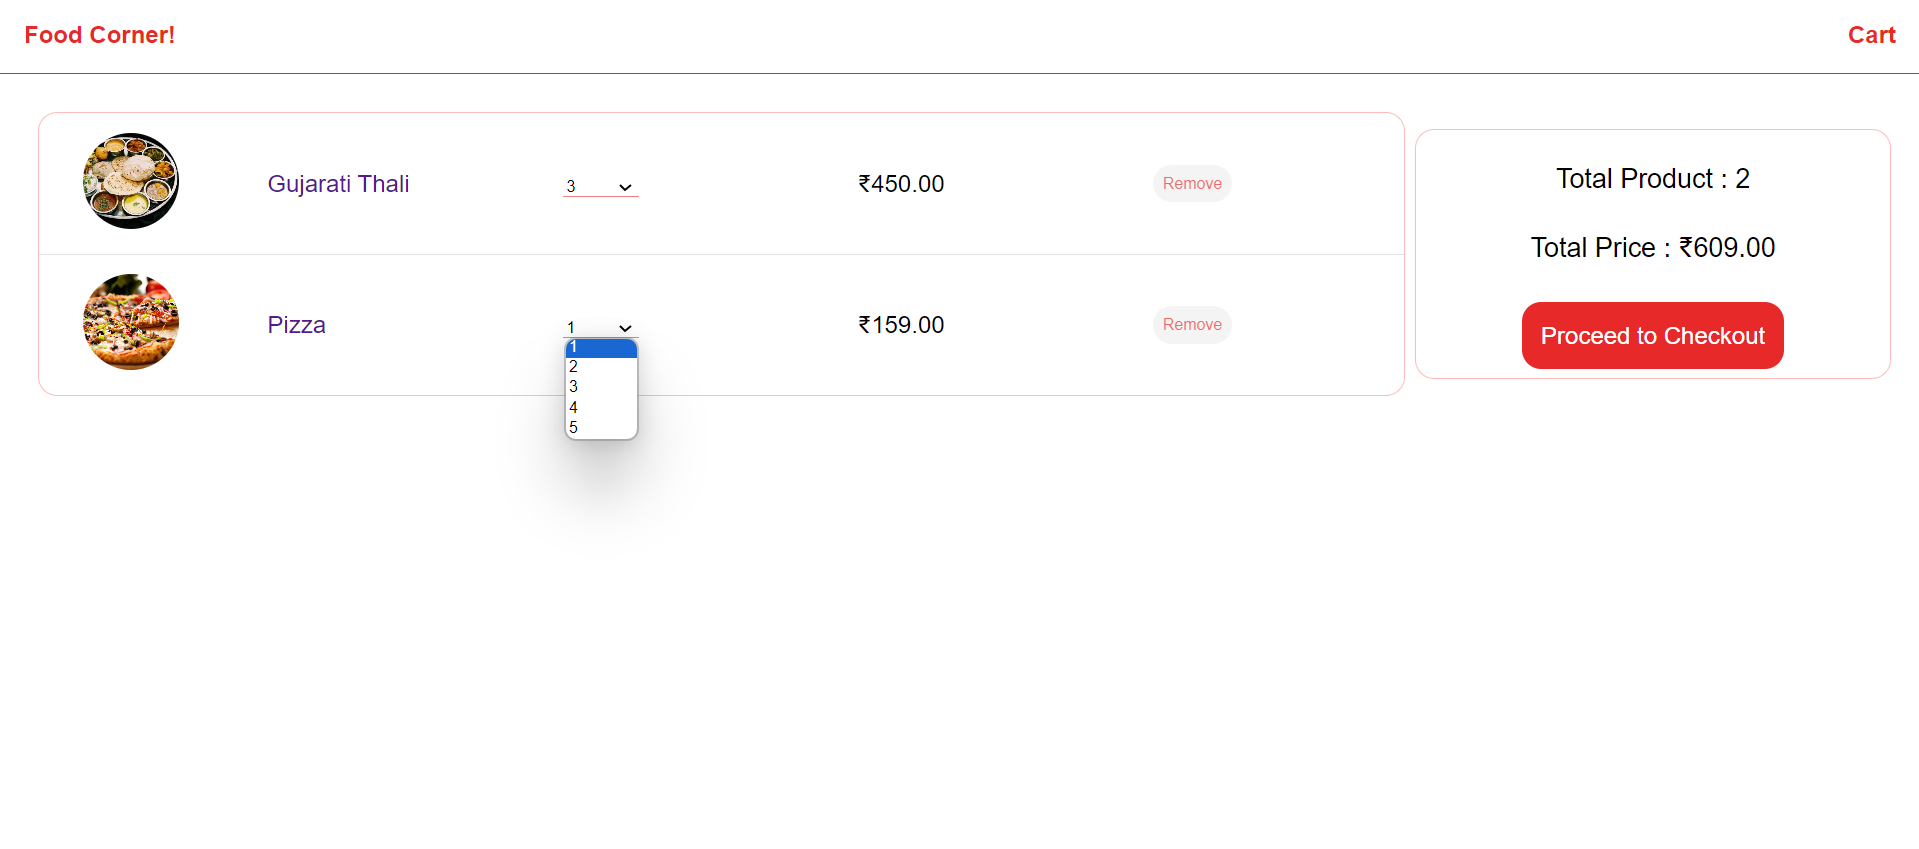 Food Corner!
Cart
Gujarati Thali
3
₹450.00
Remove
Pizza
1
₹159.00
Remove
1
2
3
4
5
Total Product : 2
Total Price : ₹609.00
Proceed to Checkout